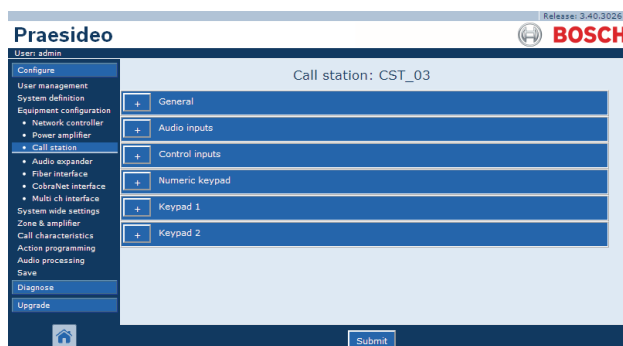 Release: 3.40.3026
Praesideo
BOSCH
User: admin
Configure
User management
System definition
Equipment configuration
• Network controller
• Power amplifier
• Call station
• Audio expander
• Fiber interface
• CobraNet interface
• Multi ch interface
System wide settings
Zone & amplifier
Call characteristics
Action programming
Audio processing
Save
Diagnose
Upgrade
Call station: CST_03
+ General
+ Audio inputs
+ Control inputs
+ Numeric keypad
+ Keypad 1
+ Keypad 2
Submit